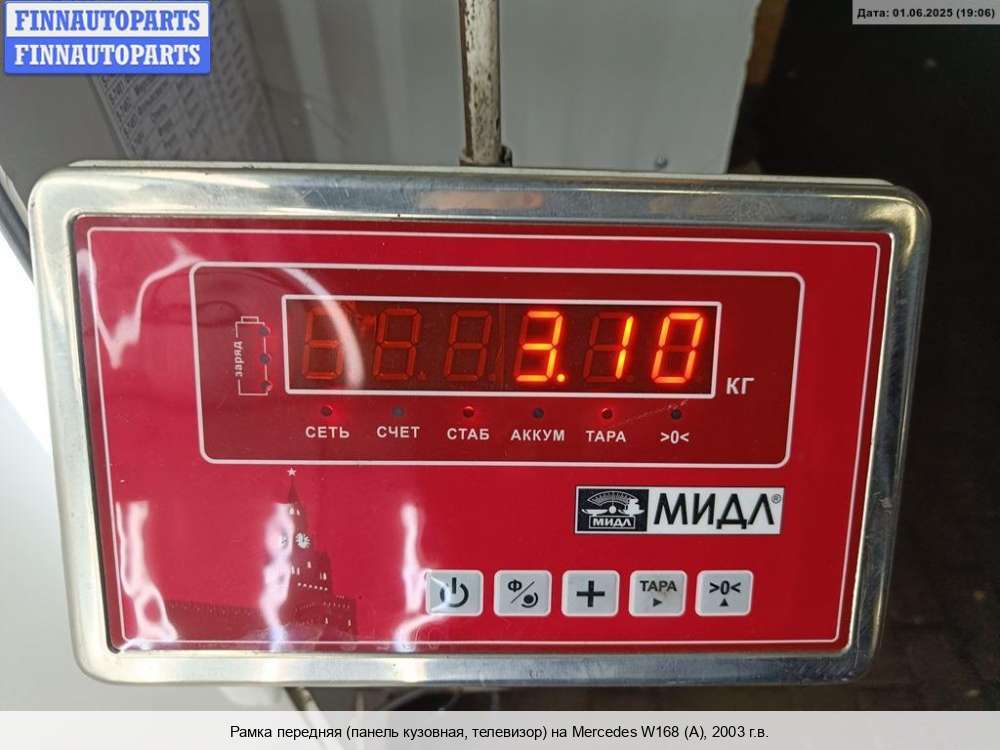 FINNAUTOPARTS
FINNAUTOPARTS
Дата: 01.06.2025 (19:06)
заряд
3.10
КГ
СЕТЬ СЧЕТ СТАБ АККУМ ТАРА >0<
МИДЛ МИДЛ®
Ф ТАРА >0<
Рамка передняя (панель кузовная, телевизор) на Mercedes W168 (A), 2003 г.в.